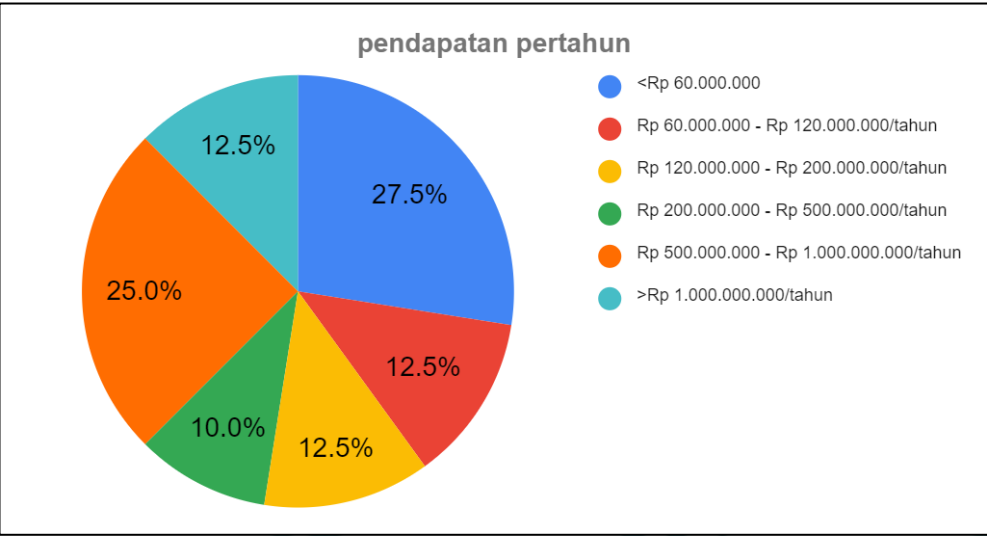 pendapatan pertahun
<Rp 60.000.000
Rp 60.000.000 - Rp 120.000.000/tahun
Rp 120.000.000 - Rp 200.000.000/tahun
Rp 200.000.000 - Rp 500.000.000/tahun
Rp 500.000.000 - Rp 1.000.000.000/tahun
>Rp 1.000.000.000/tahun
12.5%
27.5%
25.0%
12.5%
10.0%
12.5%